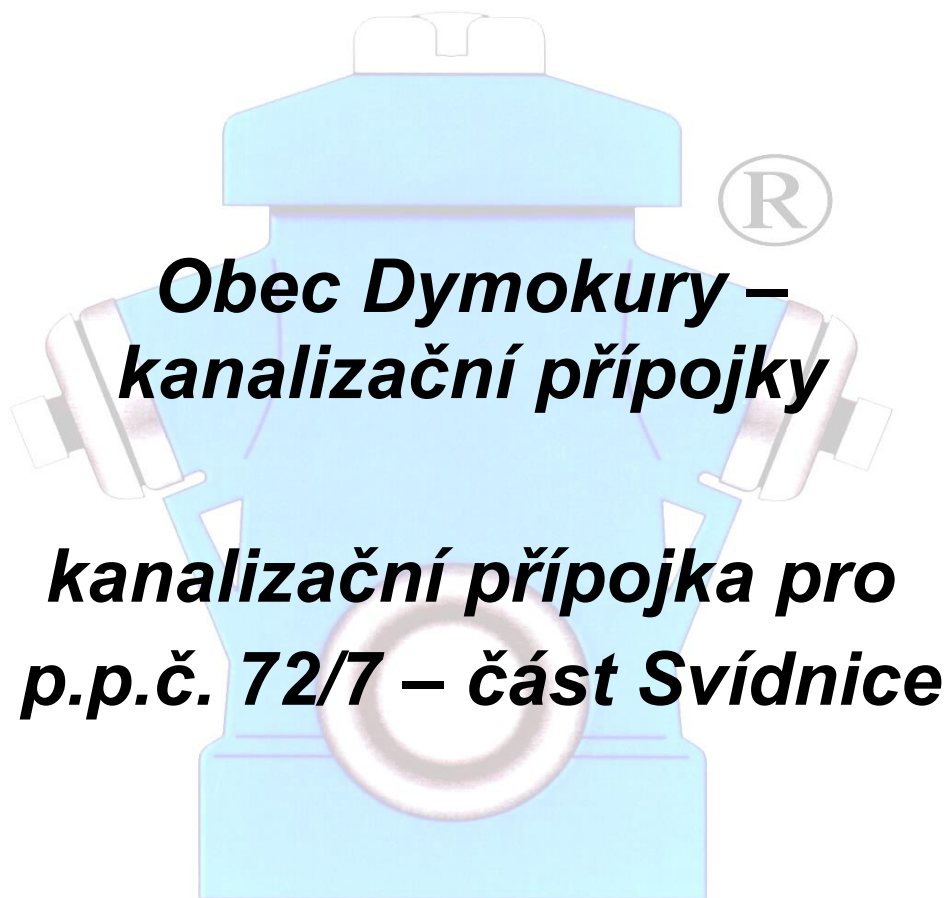 ®
Obec Dymokury –
kanalizační přípojky
kanalizační přípojka pro
p.p.č. 72/7 – část Svídnice